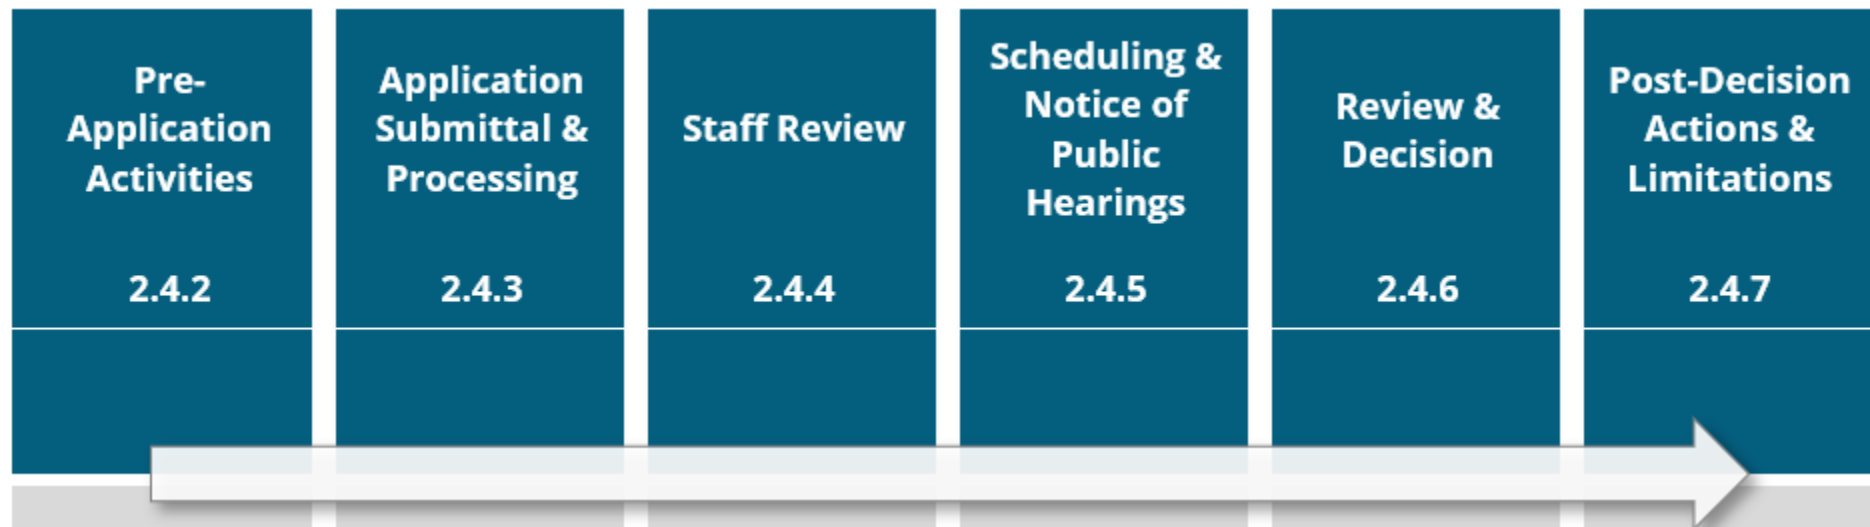 Pre-
Application
Activities
2.4.2
Application
Submittal &
Processing
2.4.3
Staff Review
2.4.4
Scheduling &
Notice of
Public
Hearings
2.4.5
Review &
Decision
2.4.6
Post-Decision
Actions &
Limitations
2.4.7